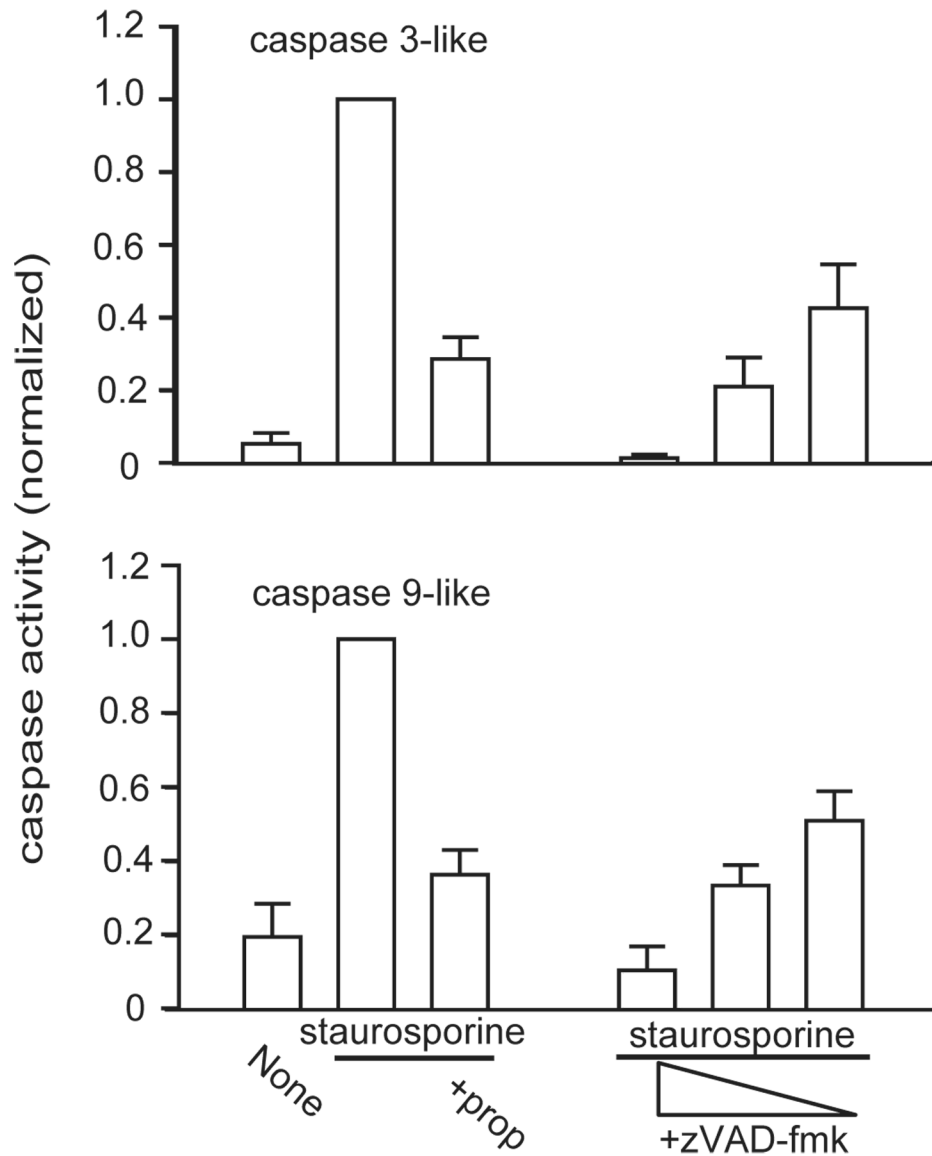 caspase activity (normalized)
caspase 3-like
1.2
1.0
0.8
0.6
0.4
0.2
0
caspase 9-like
1.2
1.0
0.8
0.6
0.4
0.2
0
None
staurosporine
+prop
staurosporine
+zVAD-fmk